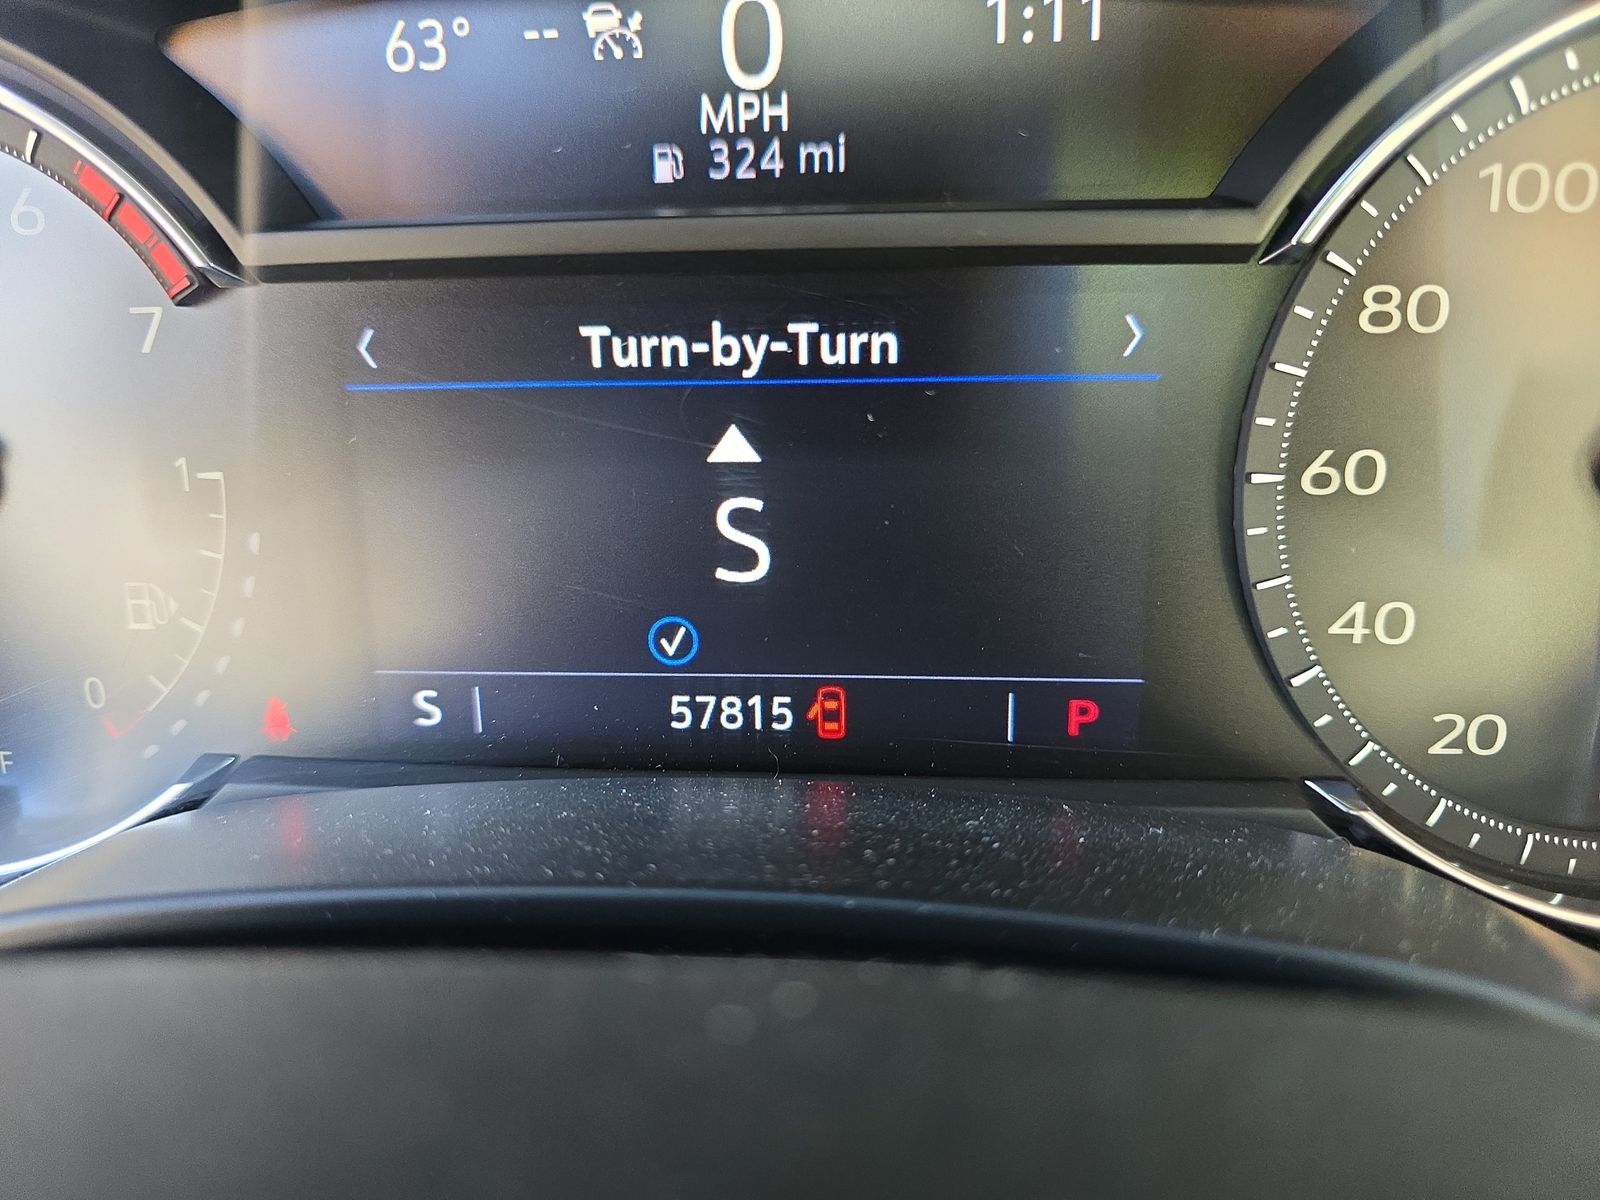 63° -- 0 1:11
MPH
324 mi
6
7
1
0
F
‹ Turn-by-Turn ›
S
S 57815 P
100
80
60
40
20